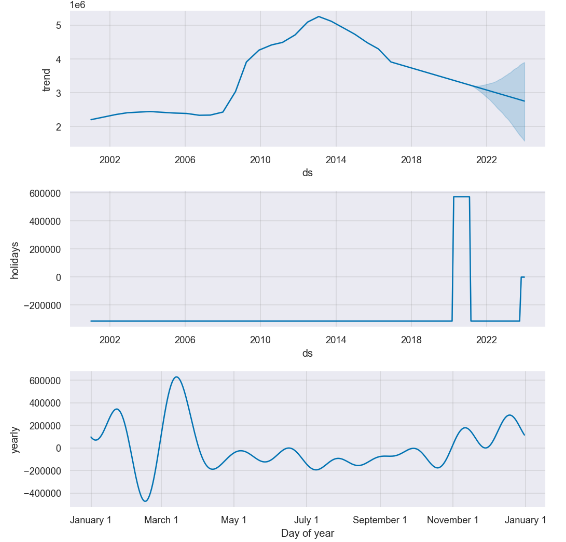 1e6
5
4
3
2
trend
2002 2006 2010 2014 2018 2022
ds
600000
400000
200000
0
−200000
holidays
2002 2006 2010 2014 2018 2022
ds
600000
400000
200000
0
−200000
−400000
yearly
January 1 March 1 May 1 July 1 September 1 November 1 January 1
Day of year